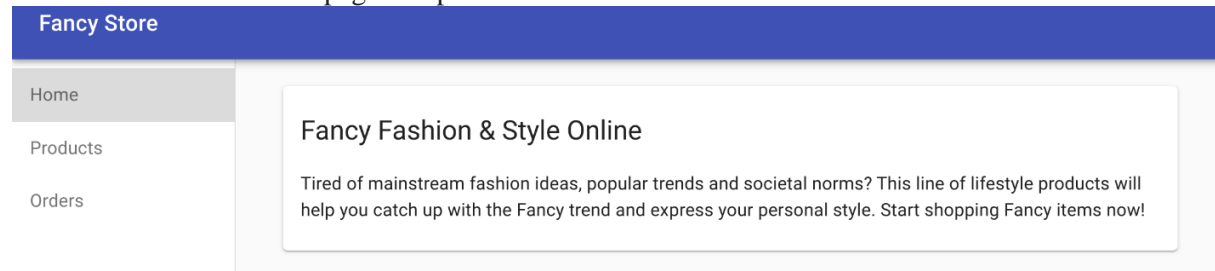 Fancy Store
Home
Products
Orders
Fancy Fashion & Style Online
Tired of mainstream fashion ideas, popular trends and societal norms? This line of lifestyle products will
help you catch up with the Fancy trend and express your personal style. Start shopping Fancy items now!